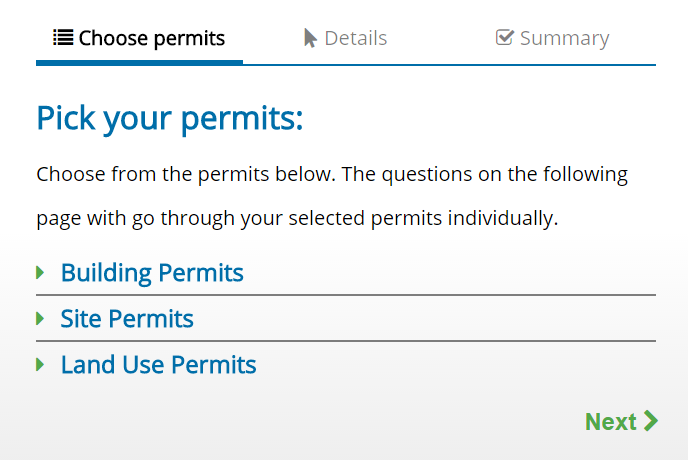 Choose permits
Details
Summary
Pick your permits:
Choose from the permits below. The questions on the following
page with go through your selected permits individually.
Building Permits
Site Permits
Land Use Permits
Next